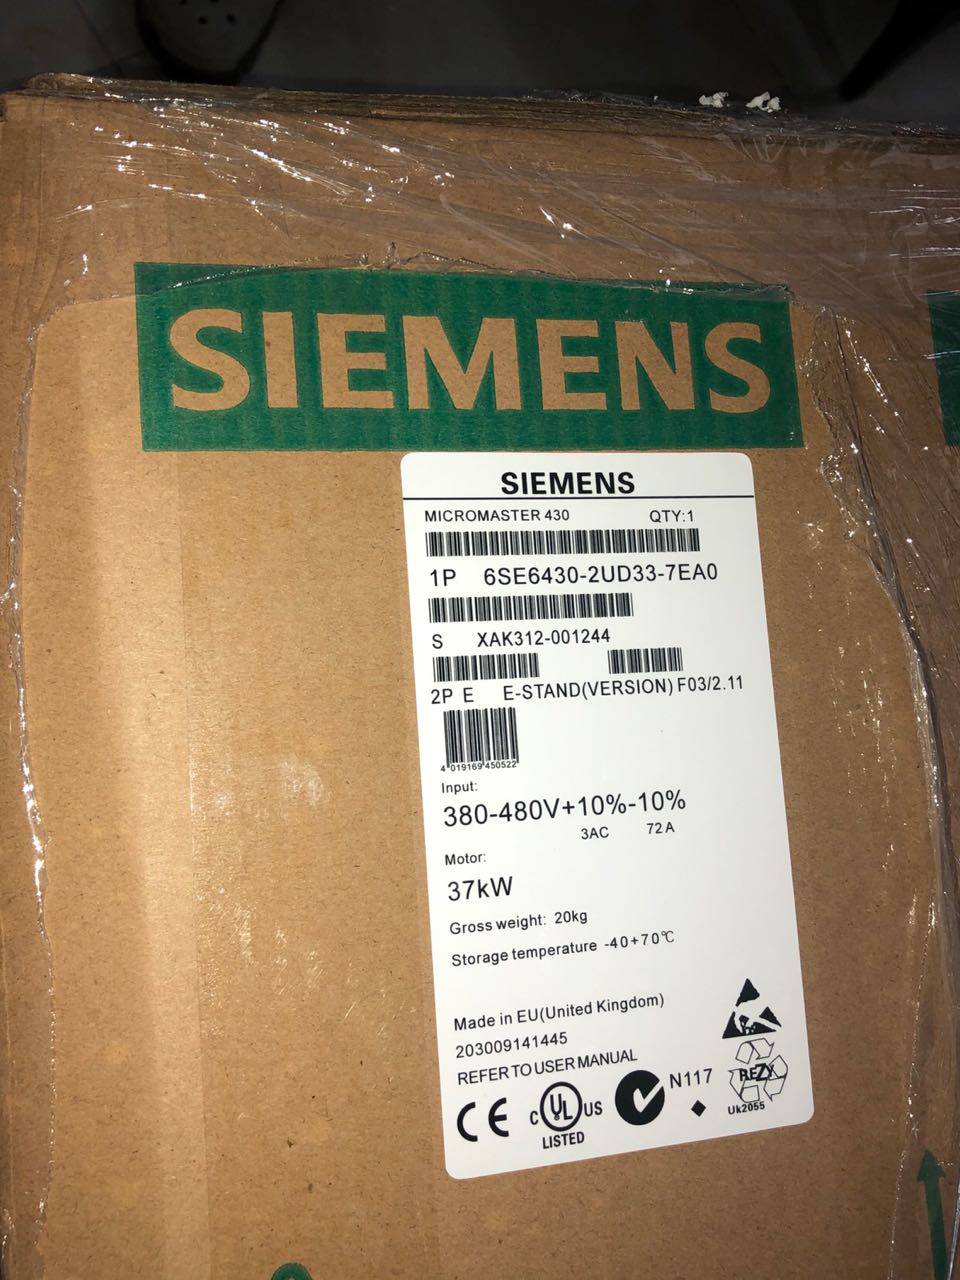 SIEMENS
SIEMENS
MICROMASTER 430 QTY:1
1P 6SE6430-2UD33-7EA0
S XAK312-001244
2P E E-STAND(VERSION) F03/2.11
4 019169 450522
Input:
380-480V+10%-10%
3AC 72 A
Motor:
37kW
Gross weight: 20kg
Storage temperature -40+70℃
Made in EU(United Kingdom)
203009141445
REFER TO USER MANUAL
CE C UL US N117 REZY
LISTED Uk2055